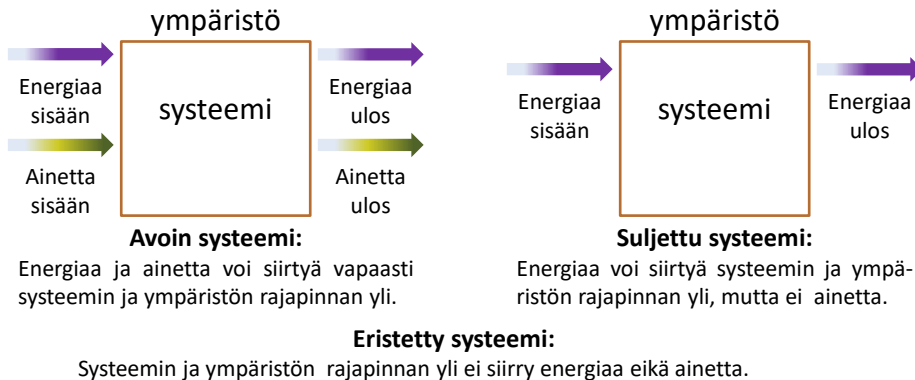 ympäristö
Energiaa
sisään
Ainetta
sisään
systeemi
Energiaa
ulos
Ainetta
ulos
Avoin systeemi:
Energiaa ja ainetta voi siirtyä vapaasti
systeemin ja ympäristön rajapinnan yli.
ympäristö
Energiaa
sisään
systeemi
Energiaa
ulos
Suljettu systeemi:
Energiaa voi siirtyä systeemin ja ympä-
ristön rajapinnan yli, mutta ei ainetta.
Eristetty systeemi:
Systeemin ja ympäristön rajapinnan yli ei siirry energiaa eikä ainetta.